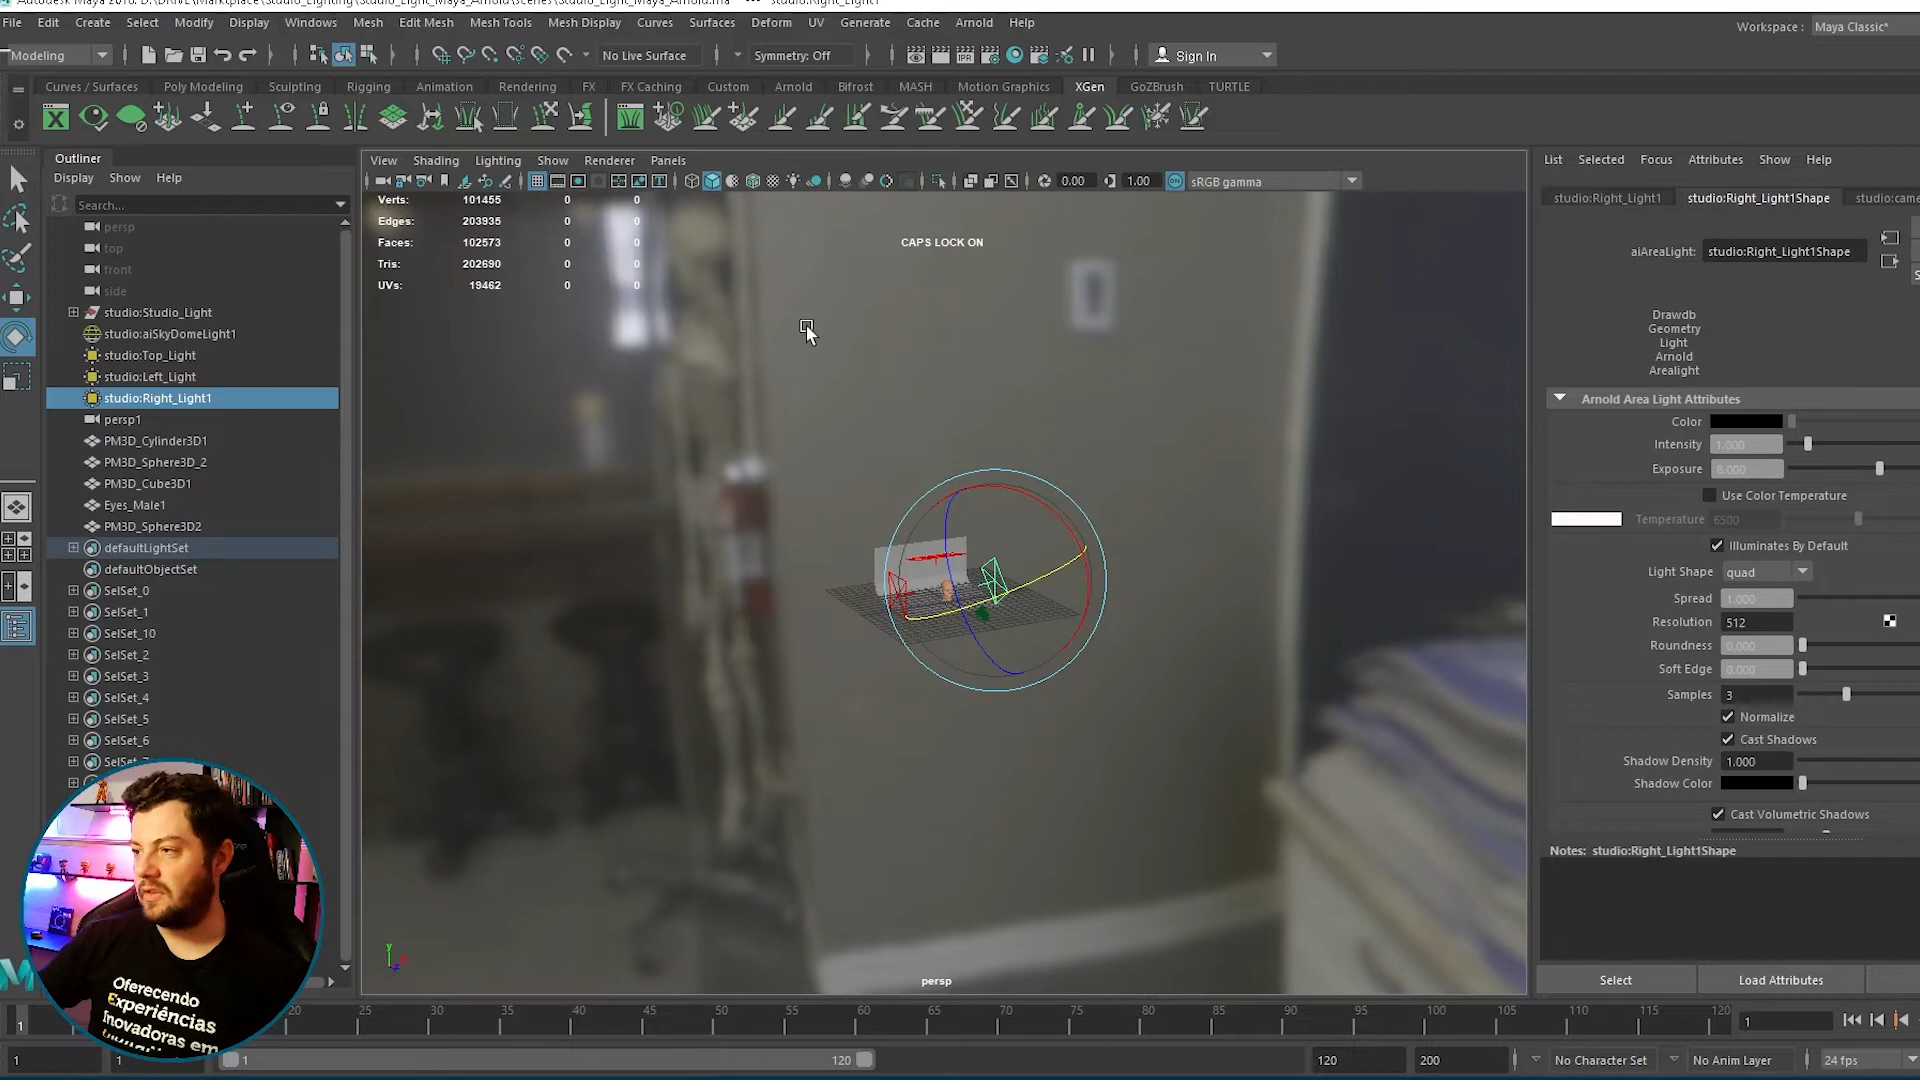 Autodesk Maya 2018: D:\DRIVE\Marketplace\Studio_Lighting\Studio_Light_Maya_Arnold\scenes\Studio_Light_Maya_Arnold.ma --- studio:Right_Light1
File Edit Create Select Modify Display Windows Mesh Edit Mesh Mesh Tools Mesh Display Curves Surfaces Deform UV Generate Cache Arnold Help
Workspace : Maya Classic*
Modeling No Live Surface Symmetry: Off Sign In
Curves / Surfaces Poly Modeling Sculpting Rigging Animation Rendering FX FX Caching Custom Arnold Bifrost MASH Motion Graphics XGen GoZBrush TURTLE
Outliner
Display Show Help
Search...
persp
top
front
side
studio:Studio_Light
studio:aiSkyDomeLight1
studio:Top_Light
studio:Left_Light
studio:Right_Light1
persp1
PM3D_Cylinder3D1
PM3D_Sphere3D_2
PM3D_Cube3D1
Eyes_Male1
PM3D_Sphere3D2
defaultLightSet
defaultObjectSet
SelSet_0
SelSet_1
SelSet_10
SelSet_2
SelSet_3
SelSet_4
SelSet_5
SelSet_6
View Shading Lighting Show Renderer Panels
0.00 1.00 ON sRGB gamma
Verts: 101455 0 0
Edges: 203935 0 0
Faces: 102573 0 0
Tris: 202690 0 0
UVs: 19462 0 0
CAPS LOCK ON
y
persp
List Selected Focus Attributes Show Help
studio:Right_Light1 studio:Right_Light1Shape studio:came
aiAreaLight: studio:Right_Light1Shape
Drawdb
Geometry
Light
Arnold
Arealight
Arnold Area Light Attributes
Color
Intensity 1.000
Exposure 8.000
Use Color Temperature
Temperature 6500
Illuminates By Default
Light Shape quad
Spread 1.000
Resolution 512
Roundness 0.000
Soft Edge 0.000
Samples 3
Normalize
Cast Shadows
Shadow Density 1.000
Shadow Color
Cast Volumetric Shadows
Notes: studio:Right_Light1Shape
Select Load Attributes
Oferecendo
Experiências
Inovadoras em
1 20 25 30 35 40 45 50 55 60 65 70 75 80 85 90 95 100 105 110 115 120 1
1 1 1 120 120 200 No Character Set No Anim Layer 24 fps